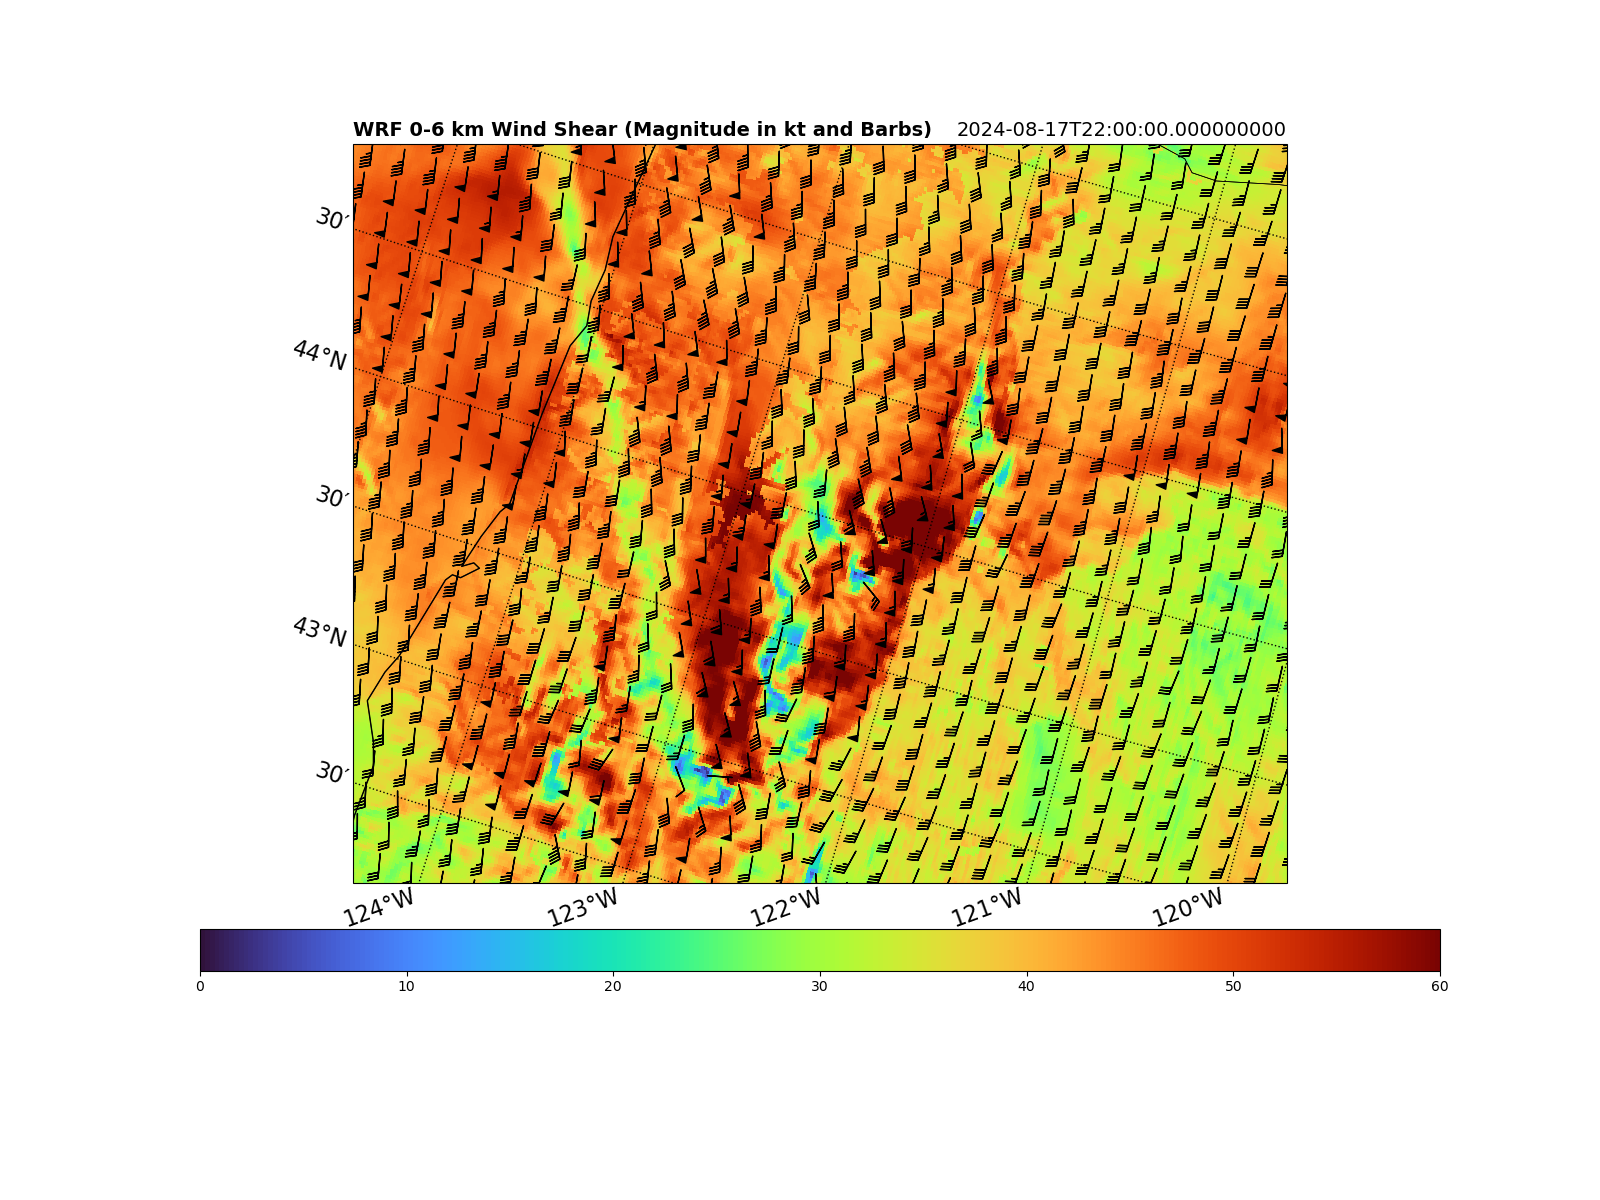 WRF 0-6 km Wind Shear (Magnitude in kt and Barbs) 2024-08-17T22:00:00.000000000
30′
44°N
30′
43°N
30′
124°W 123°W 122°W 121°W 120°W
0 10 20 30 40 50 60